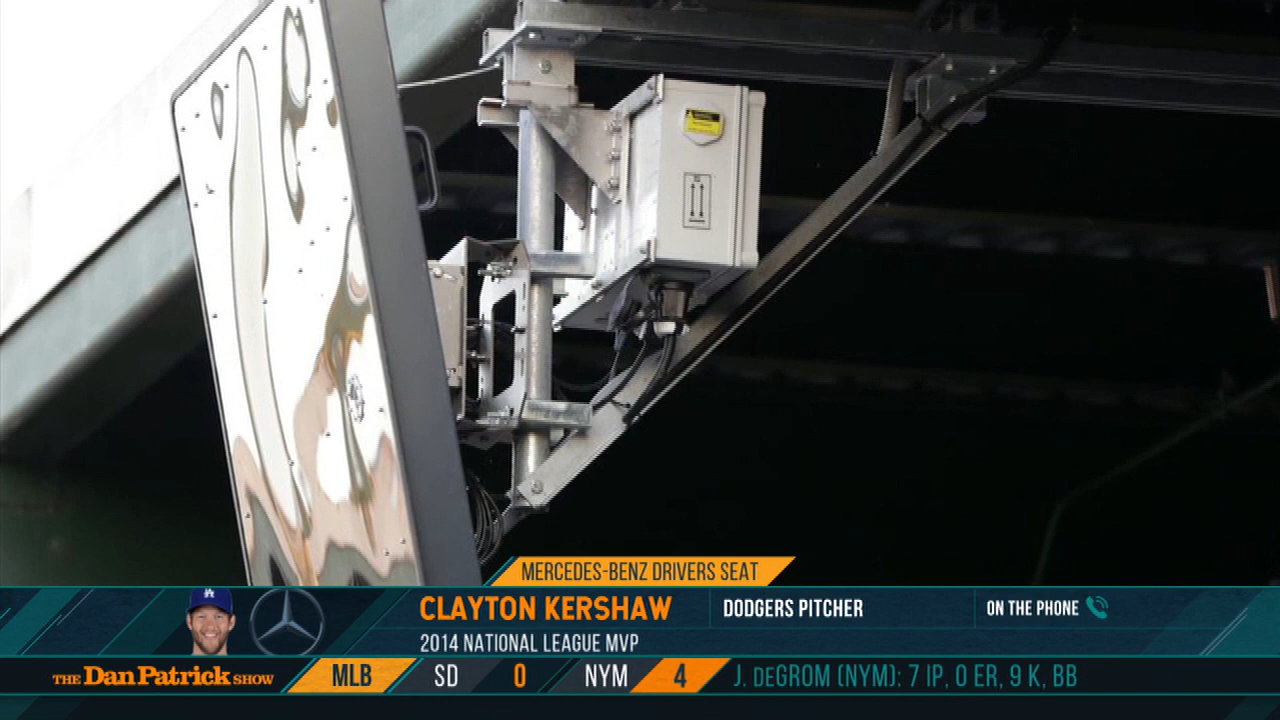 MERCEDES-BENZ DRIVERS SEAT
CLAYTON KERSHAW
DODGERS PITCHER
ON THE PHONE
2014 NATIONAL LEAGUE MVP
THE Dan Patrick SHOW
MLB
SD 0
NYM 4
J. DEGROM (NYM): 7 IP, 0 ER, 9 K, BB